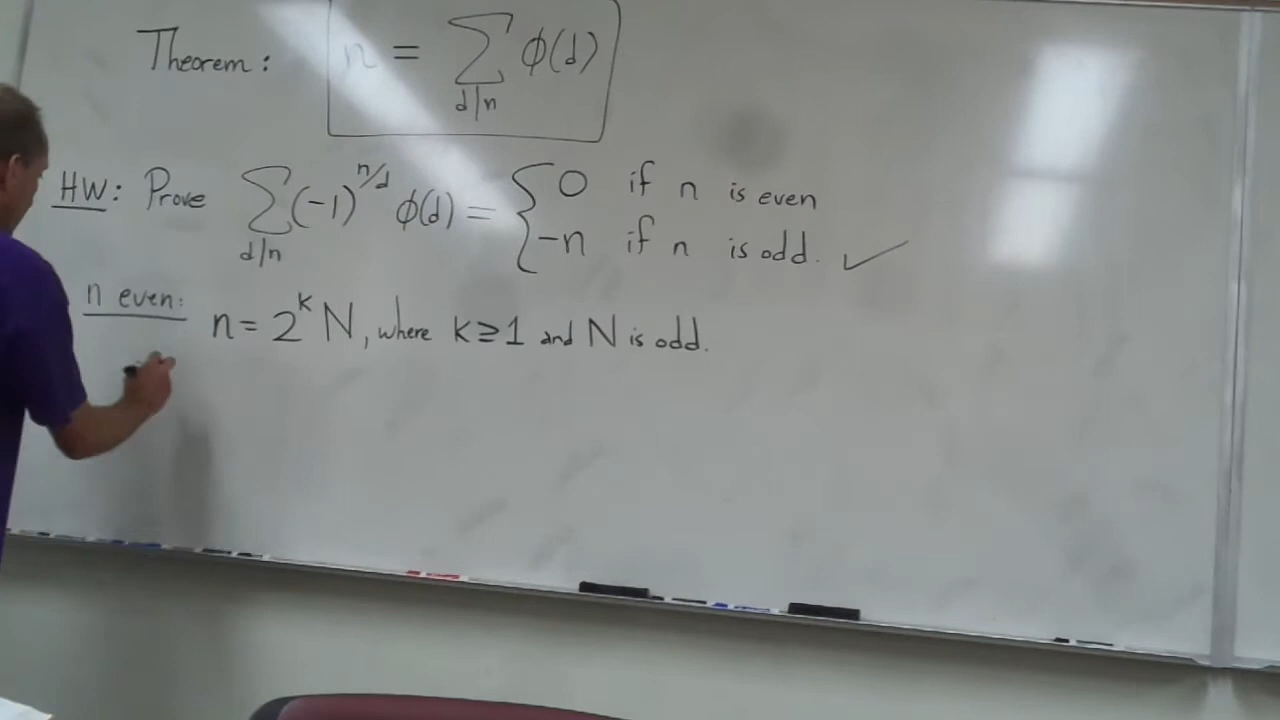 Theorem: n = ∑_{d|n} φ(d)
HW: Prove ∑_{d|n} (-1)^{n/d} φ(d) = { 0 if n is even
-n if n is odd. ✓
n even: n = 2^k N, where k ≥ 1 and N is odd.